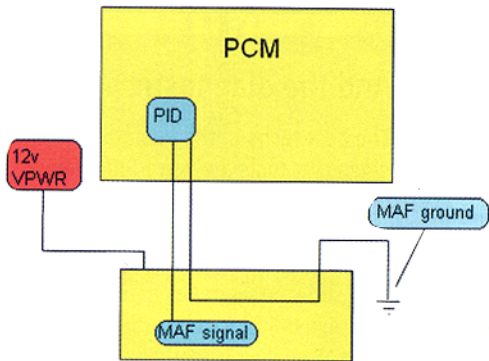 PCM
PID
12v
VPWR
MAF ground
MAF signal